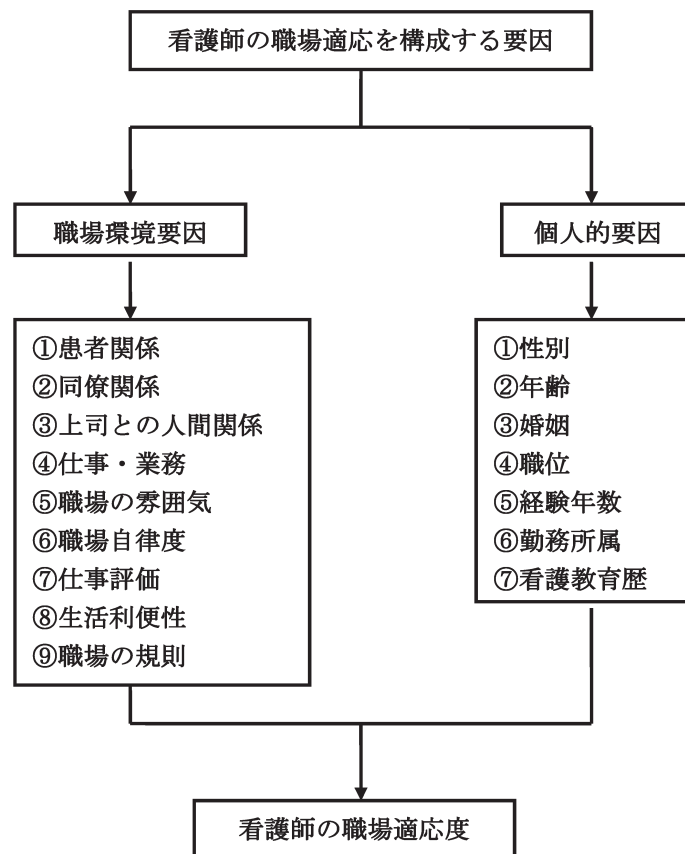 看護師の職場適応を構成する要因
職場環境要因
個人的要因
①患者関係
②同僚関係
③上司との人間関係
④仕事・業務
⑤職場の雰囲気
⑥職場自律度
⑦仕事評価
⑧生活利便性
⑨職場の規則
①性別
②年齢
③婚姻
④職位
⑤経験年数
⑥勤務所属
⑦看護教育歴
看護師の職場適応度